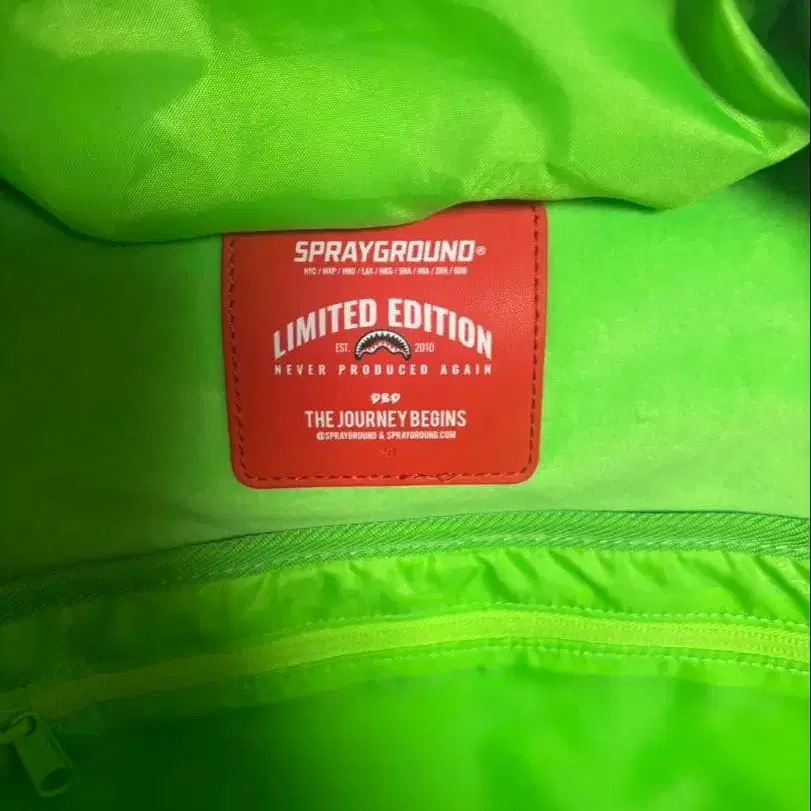 SPRAYGROUND®
LIMITED EDITION
EST. 2010
NEVER PRODUCED AGAIN
THE JOURNEY BEGINS
@SPRAYGROUND & SPRAYGROUND.COM